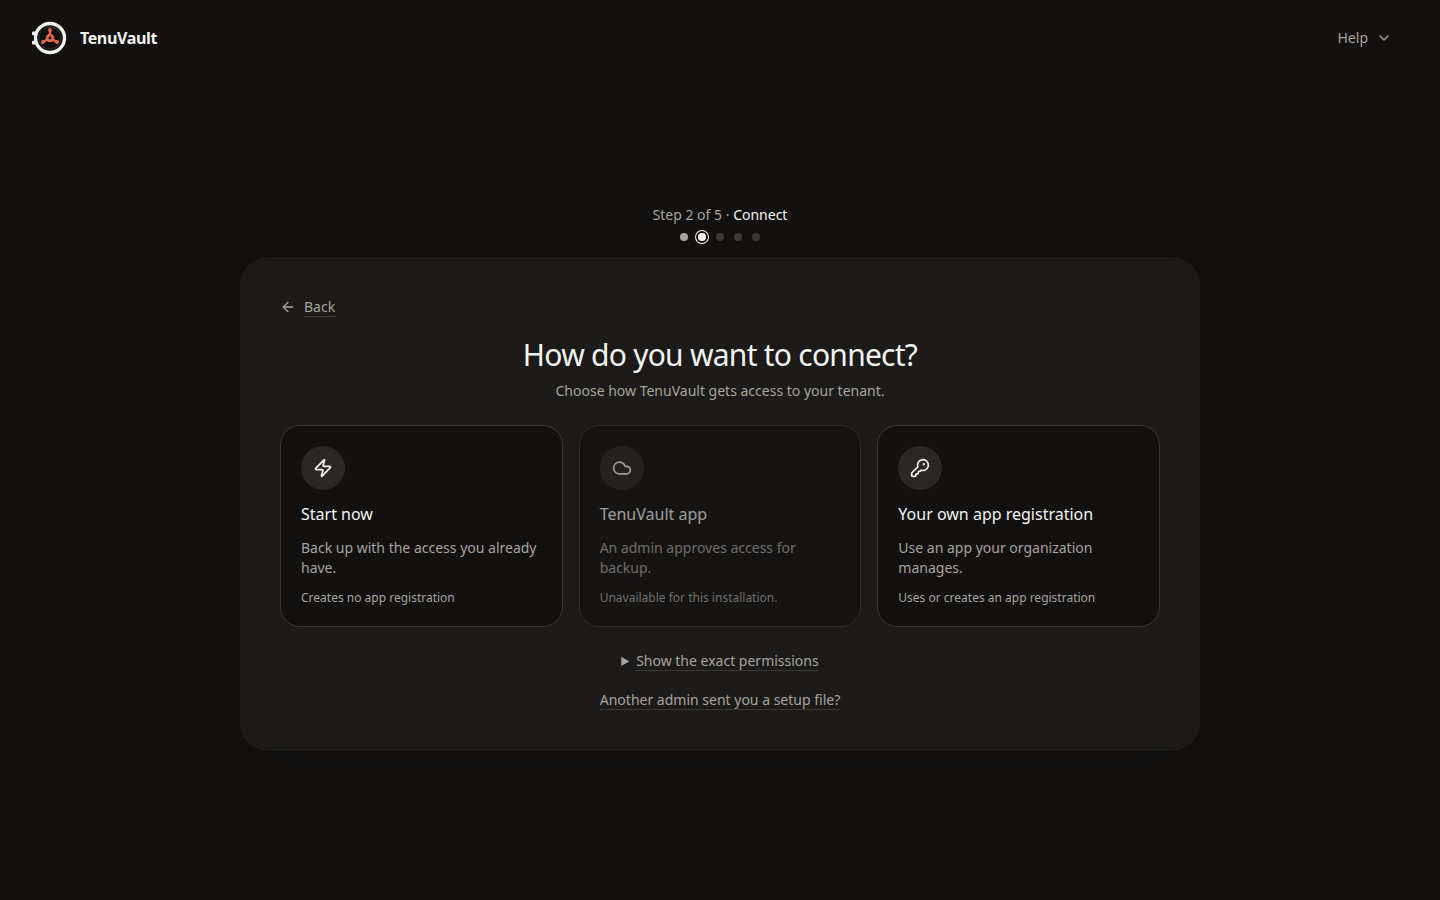 TenuVault
Help
Step 2 of 5 · Connect
Back
How do you want to connect?
Choose how TenuVault gets access to your tenant.
Start now
Back up with the access you already
have.
Creates no app registration
TenuVault app
An admin approves access for
backup.
Unavailable for this installation.
Your own app registration
Use an app your organization
manages.
Uses or creates an app registration
Show the exact permissions
Another admin sent you a setup file?